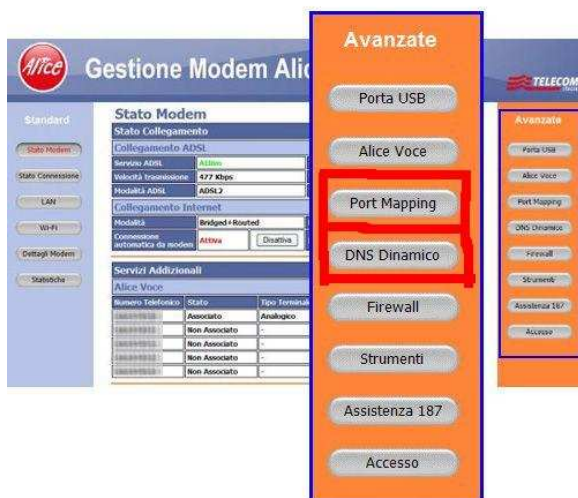 Alice
Gestione Modem Alic
TELECOM
Standard
Stato Modem
Stato Connessione
LAN
Wi-Fi
Dettagli Modem
Statistiche
Stato Modem
Stato Collegamento
Collegamento ADSL
Servizio ADSL
Attivo
Velocità trasmissione
477 Kbps
Modalità ADSL
ADSL2
Collegamento Internet
Modalità
Bridged+Routed
Connessione automatica da modem
Attiva
Disattiva
Servizi Addizionali
Alice Voce
Numero Telefonico
Stato
Tipo Terminale
Associato
Analogico
Non Associato
-
Non Associato
-
Non Associato
-
Non Associato
-
Avanzate
Porta USB
Alice Voce
Port Mapping
DNS Dinamico
Firewall
Strumenti
Assistenza 187
Accesso
Avanzate
Porta USB
Alice Voce
Port Mapping
DNS Dinamico
Firewall
Strumenti
Assistenza 187
Accesso